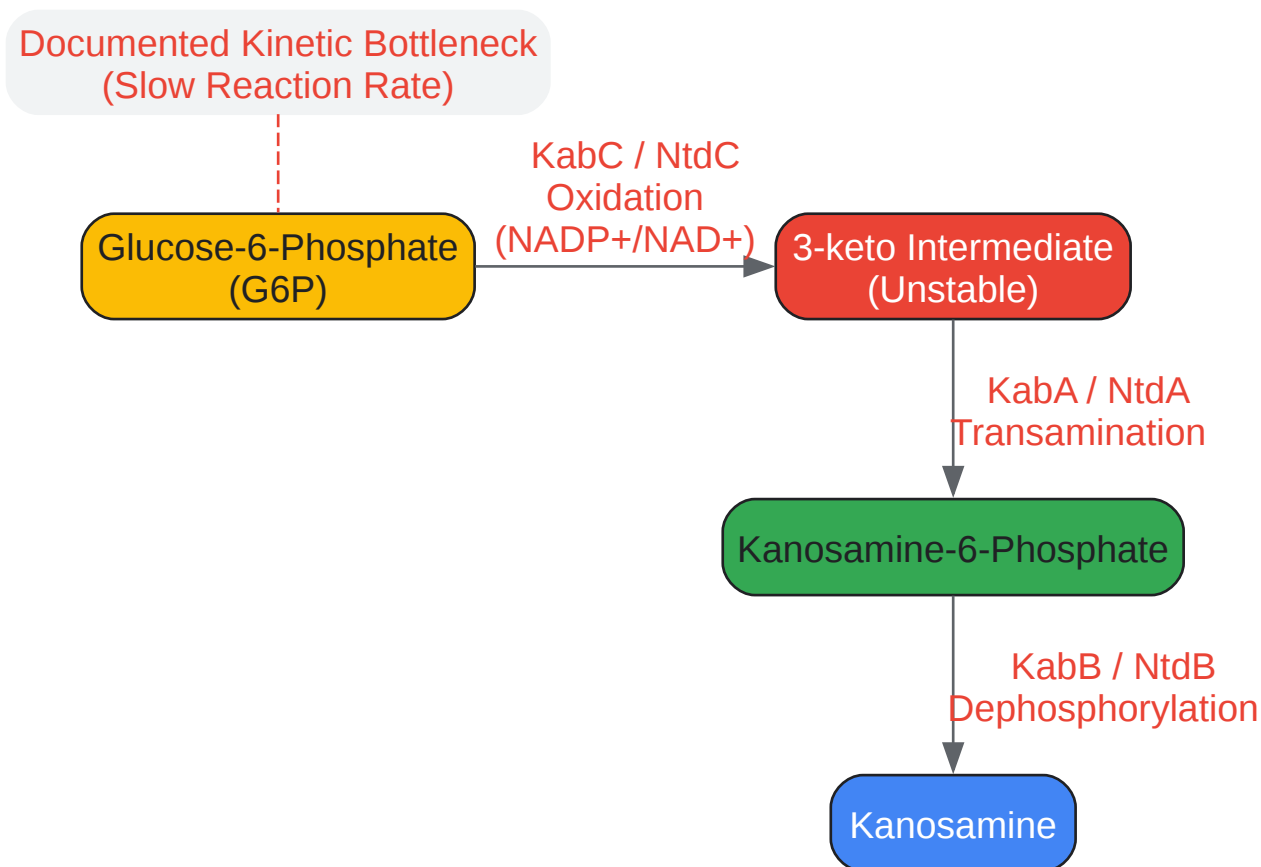 Documented Kinetic Bottleneck
(Slow Reaction Rate)
KabC / NtdC
Oxidation
(NADP+/NAD+)
Glucose-6-Phosphate
(G6P)
3-keto Intermediate
(Unstable)
KabA / NtdA
Transamination
Kanosamine-6-Phosphate
KabB / NtdB
Dephosphorylation
Kanosamine